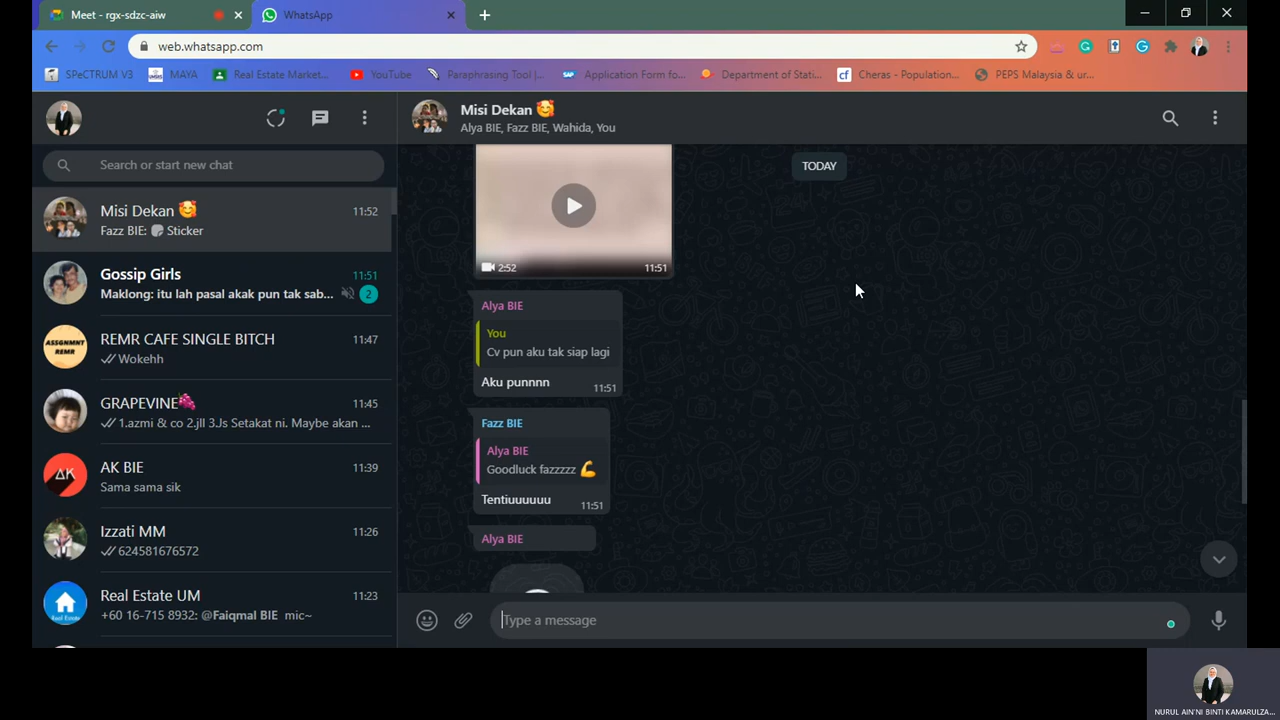 Meet - rgx-sdzc-aiw
WhatsApp
web.whatsapp.com
SPeCTRUM V3
MAYA
Real Estate Market...
YouTube
Paraphrasing Tool |...
Application Form fo...
Department of Stati...
Cheras - Population...
PEPS Malaysia & ur...
Search or start new chat
Misi Dekan 🥰
11:52
Fazz BIE: Sticker
Gossip Girls
11:51
Maklong: itu lah pasal akak pun tak sab...
2
REMR CAFE SINGLE BITCH
11:47
Wokehh
GRAPEVINE🍇
11:45
1.azmi & co 2.jll 3.Js Setakat ni. Maybe akan ...
AK BIE
11:39
Sama sama sik
Izzati MM
11:26
624581676572
Real Estate UM
11:23
+60 16-715 8932: @Faiqmal BIE mic~
Misi Dekan 🥰
Alya BIE, Fazz BIE, Wahida, You
TODAY
2:52
11:51
Alya BIE
You
Cv pun aku tak siap lagi
Aku punnnn
11:51
Fazz BIE
Alya BIE
Goodluck fazzzzz 💪
Tentiuuuuuu
11:51
Alya BIE
Type a message
NURUL AIN'NI BINTI KAMARULZA...